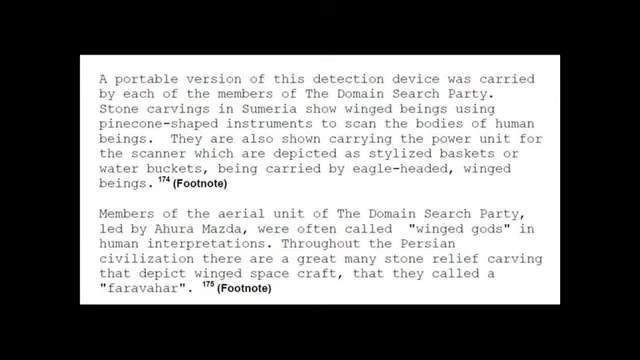 A portable version of this detection device was carried
by each of the members of The Domain Search Party.
Stone carvings in Sumeria show winged beings using
pinecone-shaped instruments to scan the bodies of human
beings. They are also shown carrying the power unit for
the scanner which are depicted as stylized baskets or
water buckets, being carried by eagle-headed, winged
beings. 174 (Footnote)
Members of the aerial unit of The Domain Search Party,
led by Ahura Mazda, were often called "winged gods" in
human interpretations. Throughout the Persian
civilization there are a great many stone relief carving
that depict winged space craft, that they called a
"faravahar". 175 (Footnote)